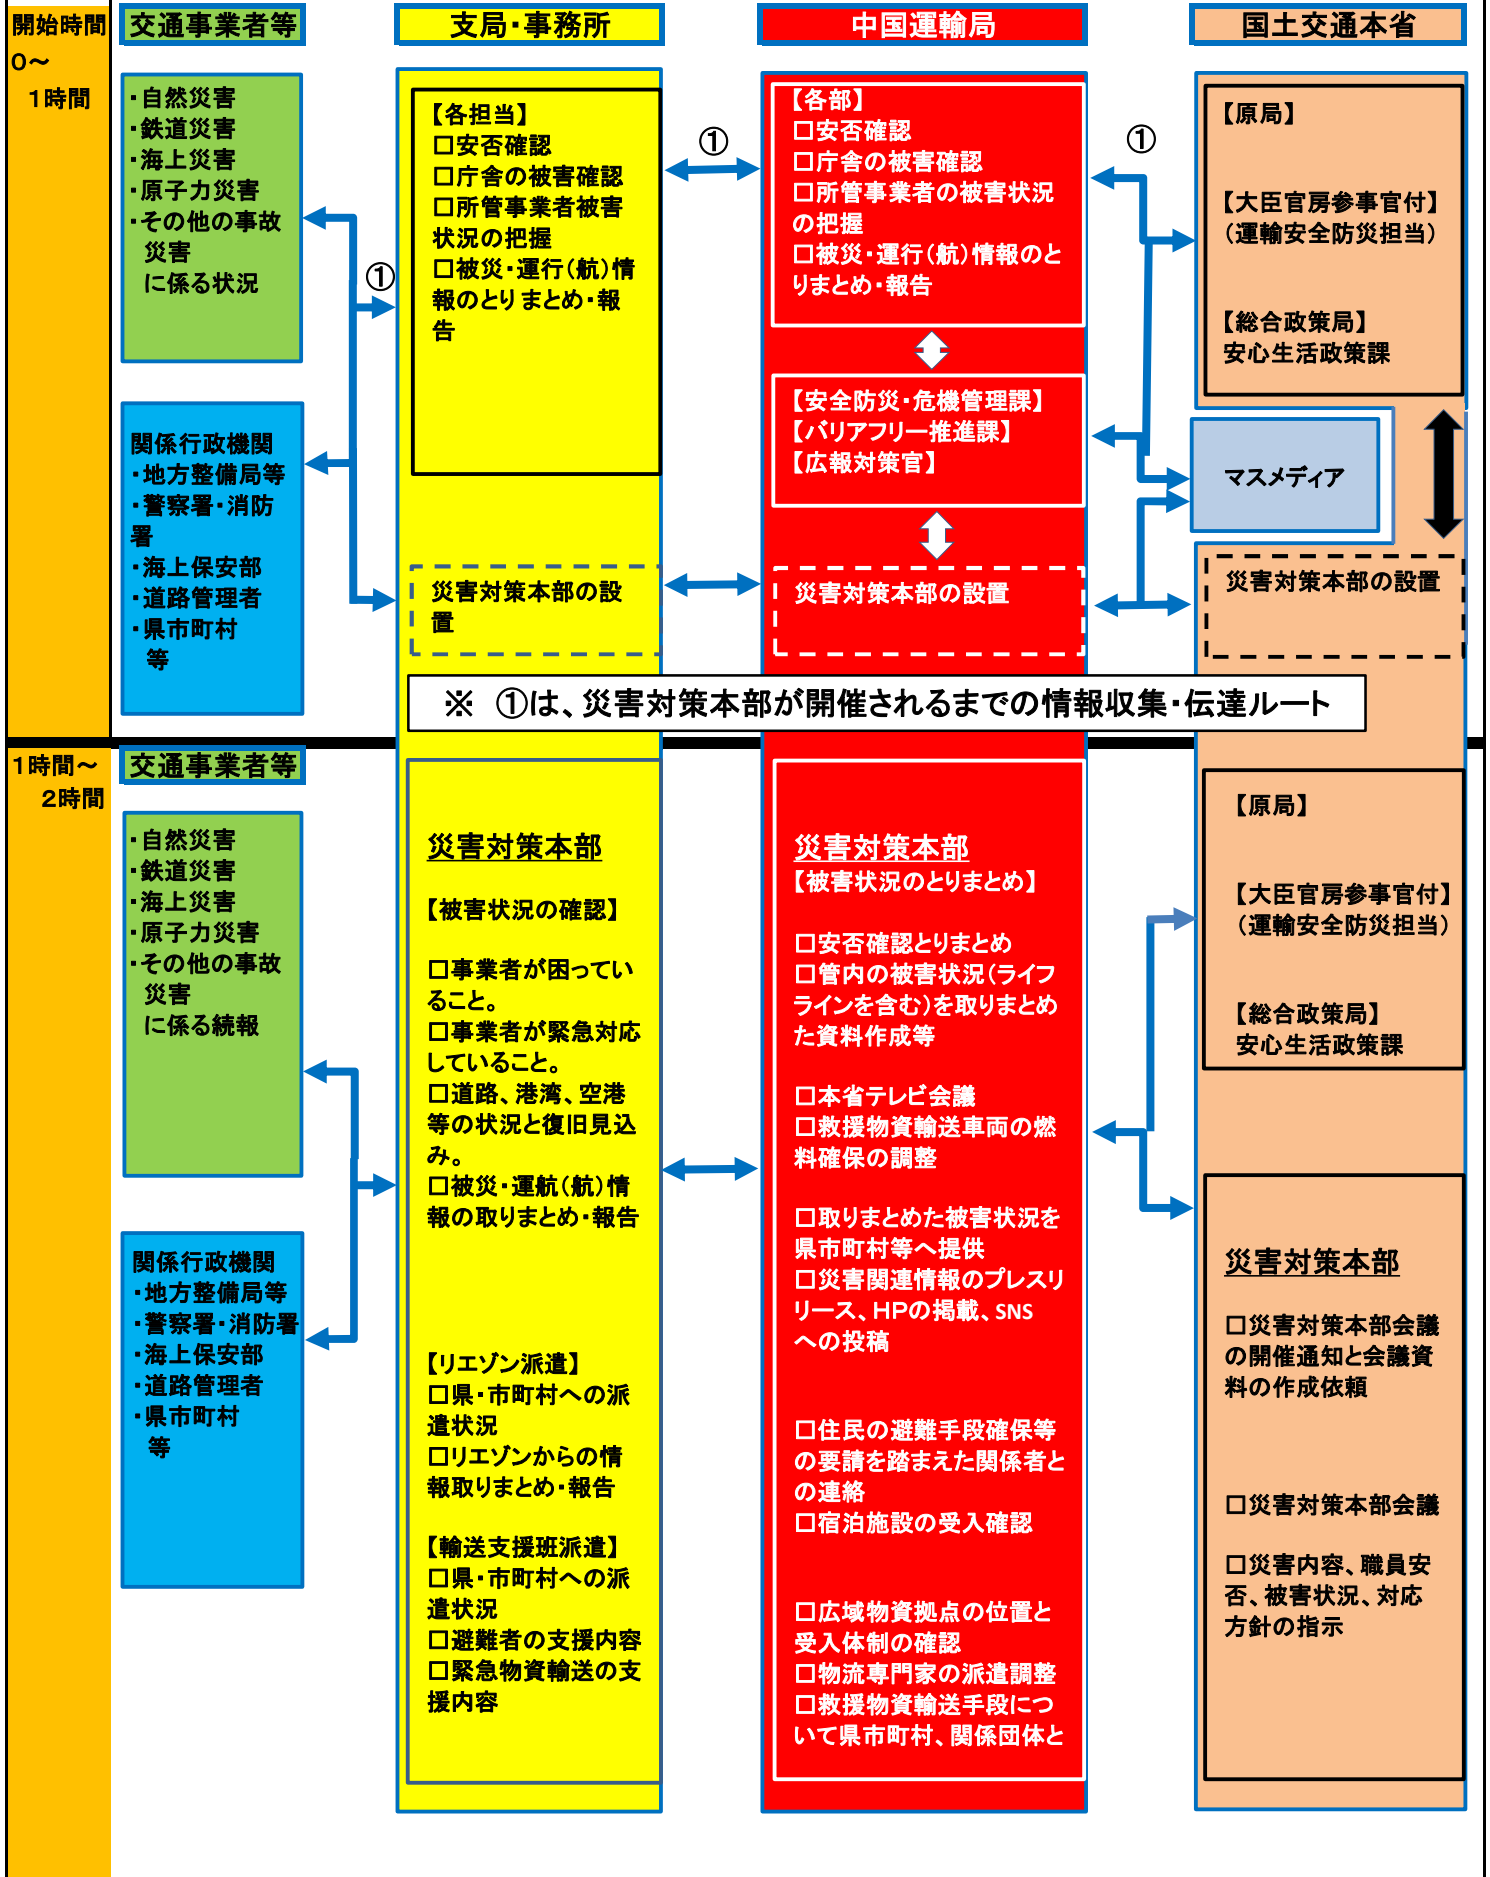 開始時間
0～
1時間
交通事業者等
支局・事務所
中国運輸局
国土交通本省
・自然災害
・鉄道災害
・海上災害
・原子力災害
・その他の事故
災害
に係る状況
①
関係行政機関
・地方整備局等
・警察署・消防
署
・海上保安部
・道路管理者
・県市町村
等
【各担当】
□安否確認
□庁舎の被害確認
□所管事業者被害
状況の把握
□被災・運行（航）情
報のとりまとめ・報
告
災害対策本部の設
置
①
【各部】
□安否確認
□庁舎の被害確認
□所管事業者の被害状況
の把握
□被災・運行（航）情報のと
りまとめ・報告
【安全防災・危機管理課】
【バリアフリー推進課】
【広報対策官】
災害対策本部の設置
①
【原局】
【大臣官房参事官付】
（運輸安全防災担当）
【総合政策局】
安心生活政策課
マスメディア
災害対策本部の設置
※　①は、災害対策本部が開催されるまでの情報収集・伝達ルート
1時間～
2時間
交通事業者等
・自然災害
・鉄道災害
・海上災害
・原子力災害
・その他の事故
災害
に係る続報
関係行政機関
・地方整備局等
・警察署・消防署
・海上保安部
・道路管理者
・県市町村
等
災害対策本部
【被害状況の確認】
□事業者が困ってい
ること。
□事業者が緊急対応
していること。
□道路、港湾、空港
等の状況と復旧見込
み。
□被災・運航（航）情
報の取りまとめ・報告
【リエゾン派遣】
□県・市町村への派
遣状況
□リエゾンからの情
報取りまとめ・報告
【輸送支援班派遣】
□県・市町村への派
遣状況
□避難者の支援内容
□緊急物資輸送の支
援内容
災害対策本部
【被害状況のとりまとめ】
□安否確認とりまとめ
□管内の被害状況（ライフ
ラインを含む）を取りまとめ
た資料作成等
□本省テレビ会議
□救援物資輸送車両の燃
料確保の調整
□取りまとめた被害状況を
県市町村等へ提供
□災害関連情報のプレスリ
リース、HPの掲載、SNS
への投稿
□住民の避難手段確保等
の要請を踏まえた関係者と
の連絡
□宿泊施設の受入確認
□広域物資拠点の位置と
受入体制の確認
□物流専門家の派遣調整
□救援物資輸送手段につ
いて県市町村、関係団体と
【原局】
【大臣官房参事官付】
（運輸安全防災担当）
【総合政策局】
安心生活政策課
災害対策本部
□災害対策本部会議
の開催通知と会議資
料の作成依頼
□災害対策本部会議
□災害内容、職員安
否、被害状況、対応
方針の指示